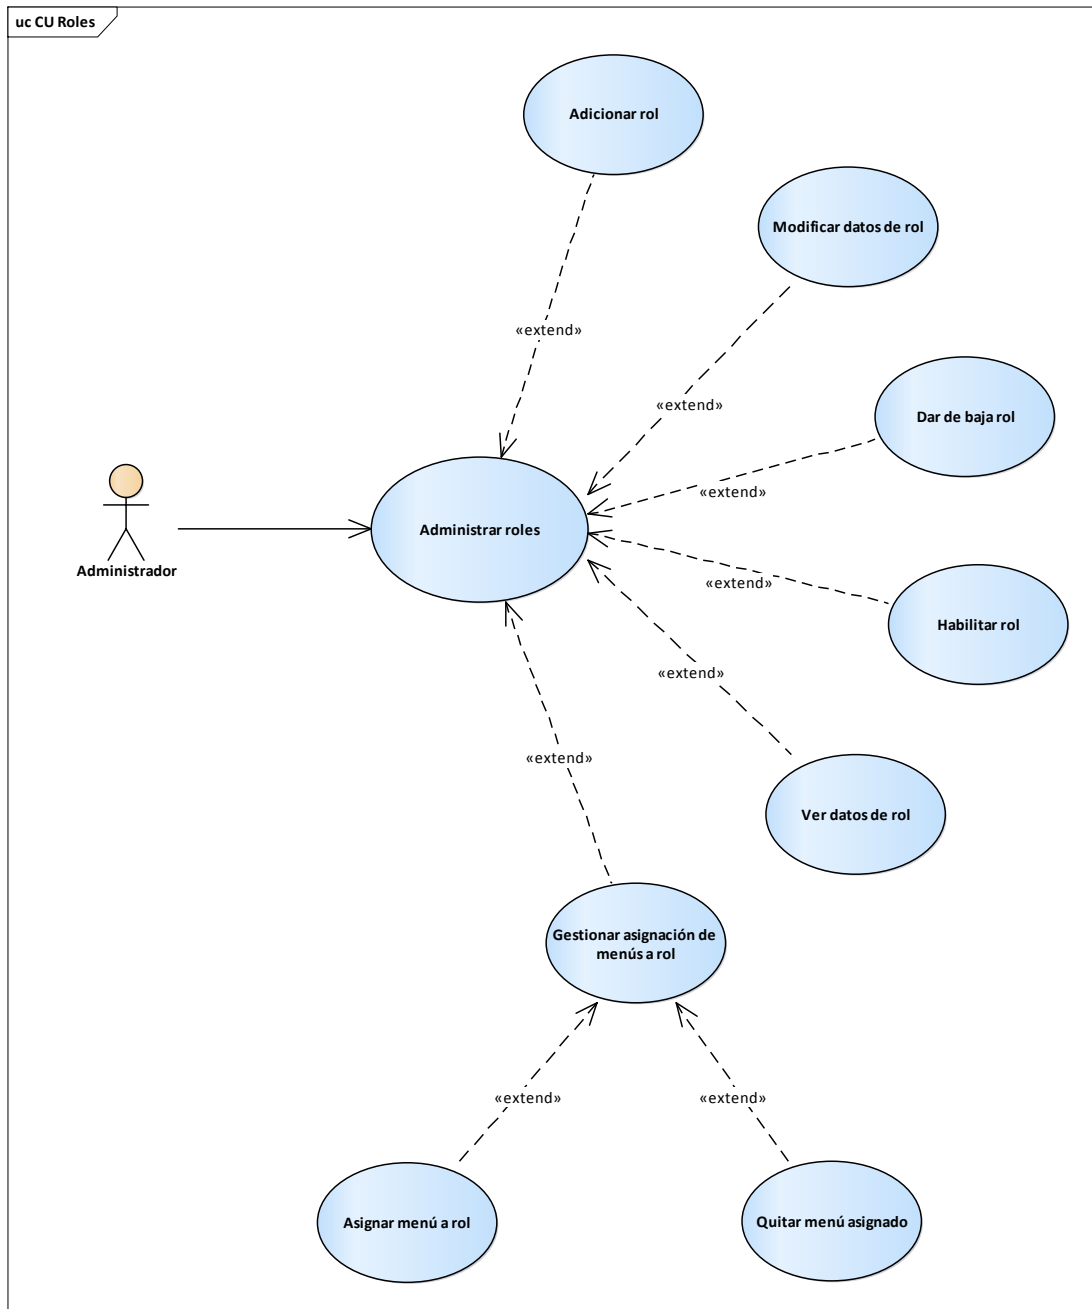 uc CU Roles
Adicionar rol
Modificar datos de rol
«extend»
«extend»
Dar de baja rol
«extend»
Administrar roles
Administrador
«extend»
Habilitar rol
«extend»
«extend»
Ver datos de rol
Gestionar asignación de
menús a rol
«extend»
«extend»
Asignar menú a rol
Quitar menú asignado